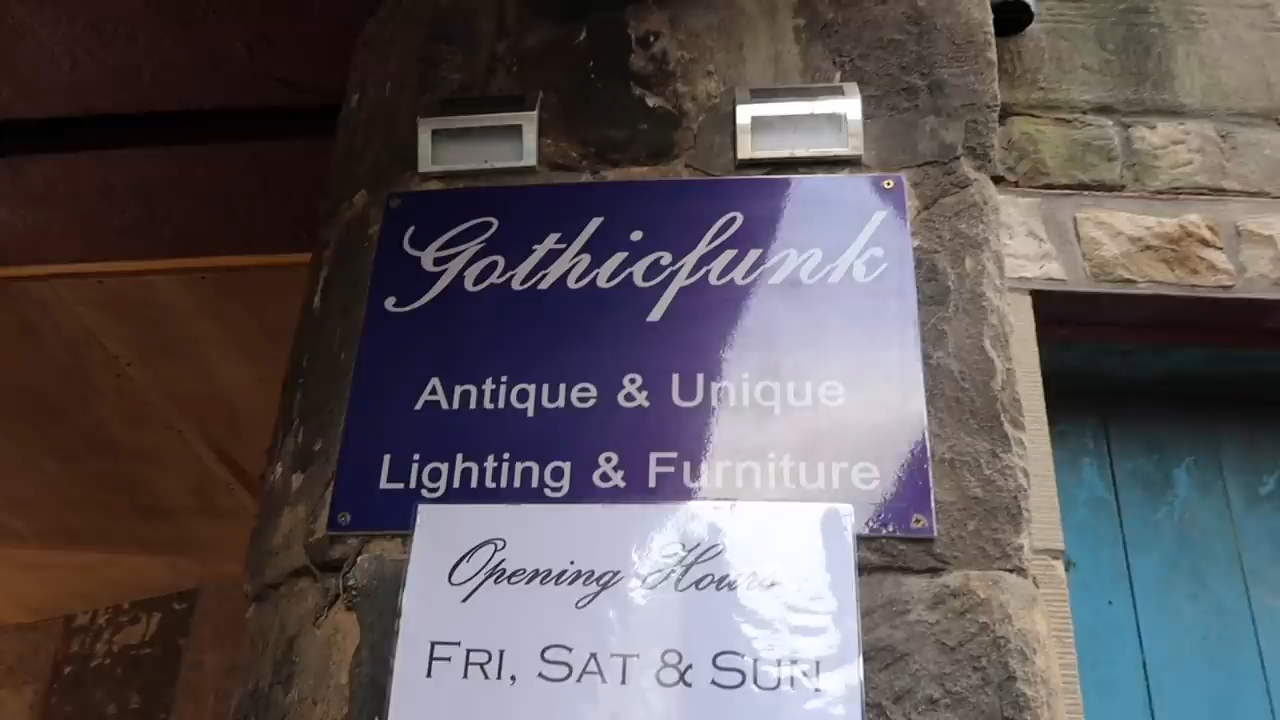 Gothicfunk
Antique & Unique
Lighting & Furniture
Opening Hours
FRI, SAT & SUN